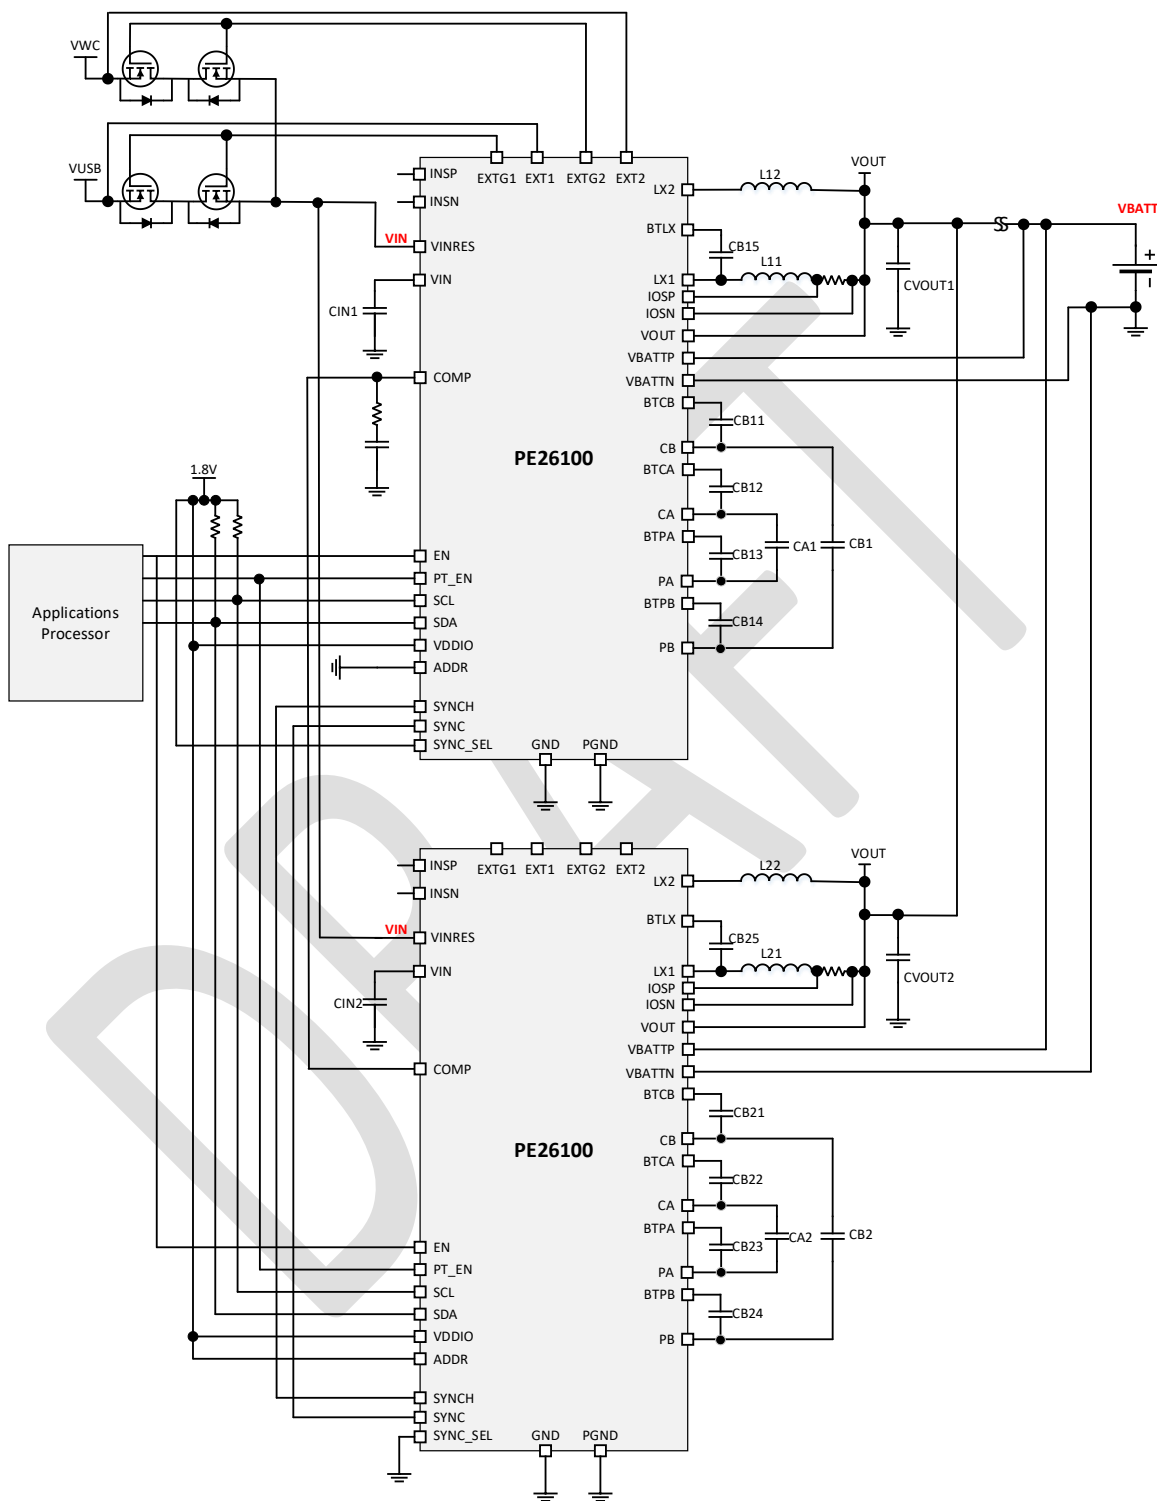 VWC
VUSB
EXTG1 EXT1 EXTG2 EXT2
INSP
INSN
VIN
VINRES
VIN
CIN1
COMP
1.8V
PE26100
Applications
Processor
EN
PT_EN
SCL
SDA
VDDIO
ADDR
SYNCH
SYNC
SYNC_SEL
GND PGND
LX2
L12
VOUT
VBATT
BTLX
CB15
L11
LX1
IOSP
IOSN
VOUT
CVOUT1
+
-
VBATTP
VBATTN
BTCB
CB11
CB
BTCA
CB12
CA
BTPA
CB13
CA1
CB1
PA
BTPB
CB14
PB
DRAFT
EXTG1 EXT1 EXTG2 EXT2
INSP
INSN
VIN
VINRES
VIN
CIN2
COMP
PE26100
EN
PT_EN
SCL
SDA
VDDIO
ADDR
SYNCH
SYNC
SYNC_SEL
GND PGND
LX2
L22
VOUT
BTLX
CB25
L21
LX1
IOSP
IOSN
VOUT
CVOUT2
VBATTP
VBATTN
BTCB
CB21
CB
BTCA
CB22
CA
BTPA
CB23
CA2
CB2
PA
BTPB
CB24
PB